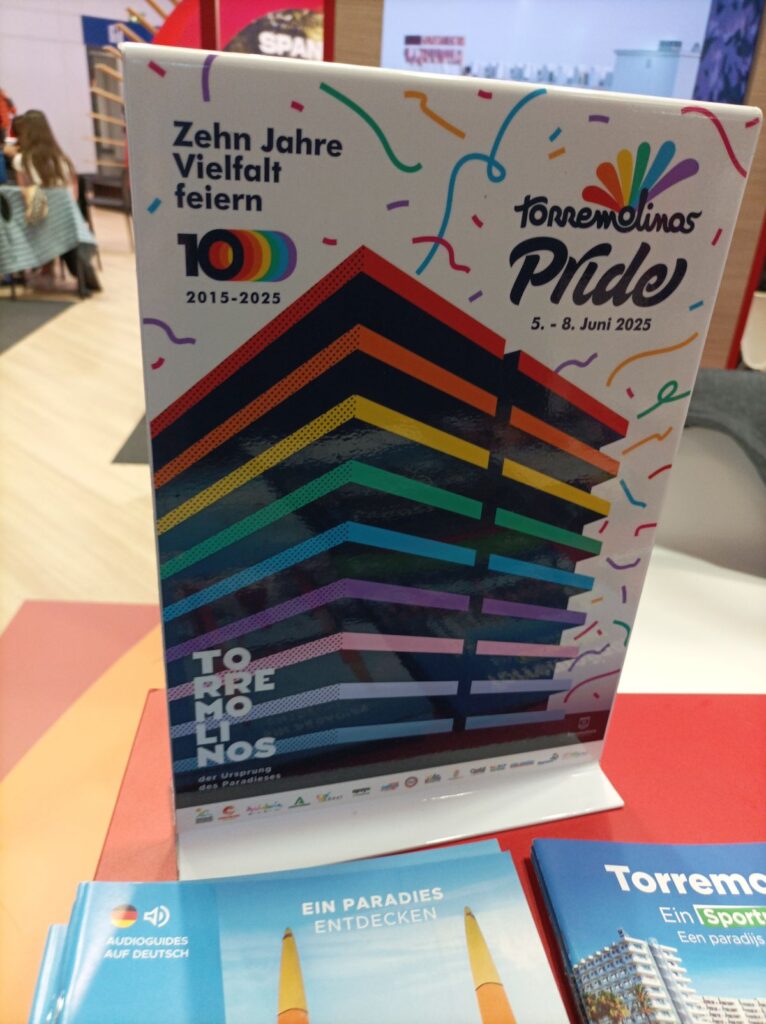 SPAN
Zehn Jahre
Vielfalt
feiern
10
2015-2025
torremolinos
Pride
5. - 8. Juni 2025
TO
RRE
MO
LI
NOS
der Ursprung
des Paradieses
AUDIOGUIDES
AUF DEUTSCH
EIN PARADIES
ENTDECKEN
Torremo
Ein Sport
Een paradijs